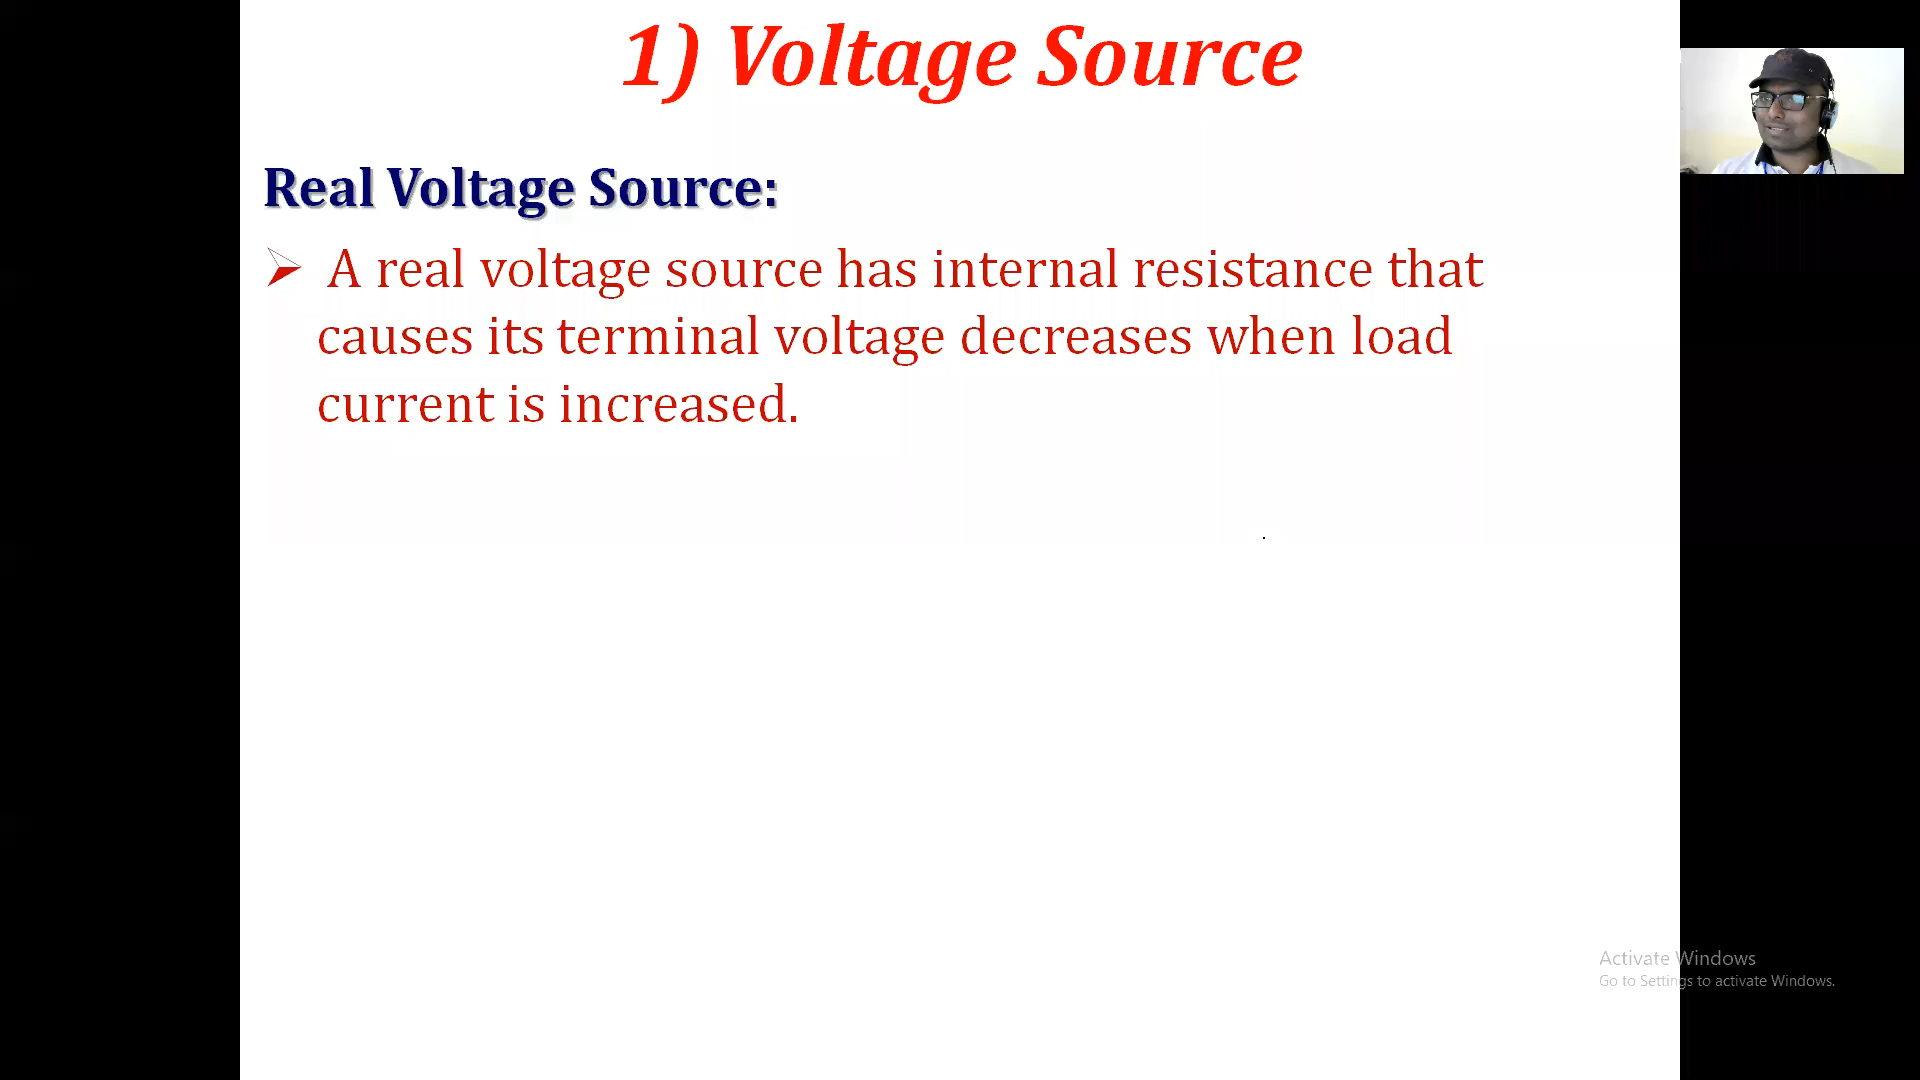 1) Voltage Source
Real Voltage Source:
➢ A real voltage source has internal resistance that
causes its terminal voltage decreases when load
current is increased.
Activate Windows
Go to Settings to activate Windows.